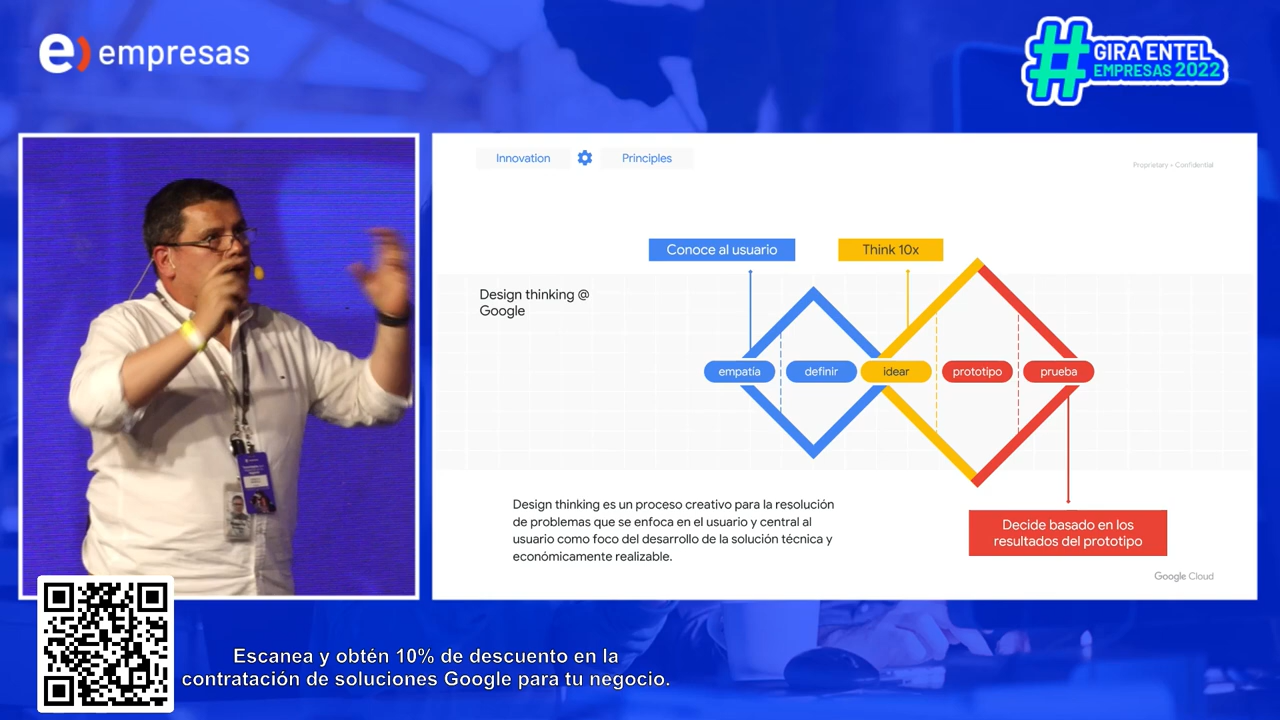 e) empresas
# GIRA ENTEL
EMPRESAS 2022
Innovation Principles
Proprietary + Confidential
Conoce al usuario
Think 10x
Design thinking @
Google
empatía
definir
idear
prototipo
prueba
Design thinking es un proceso creativo para la resolución
de problemas que se enfoca en el usuario y central al
usuario como foco del desarrollo de la solución técnica y
económicamente realizable.
Decide basado en los
resultados del prototipo
Google Cloud
Escanea y obtén 10% de descuento en la
contratación de soluciones Google para tu negocio.